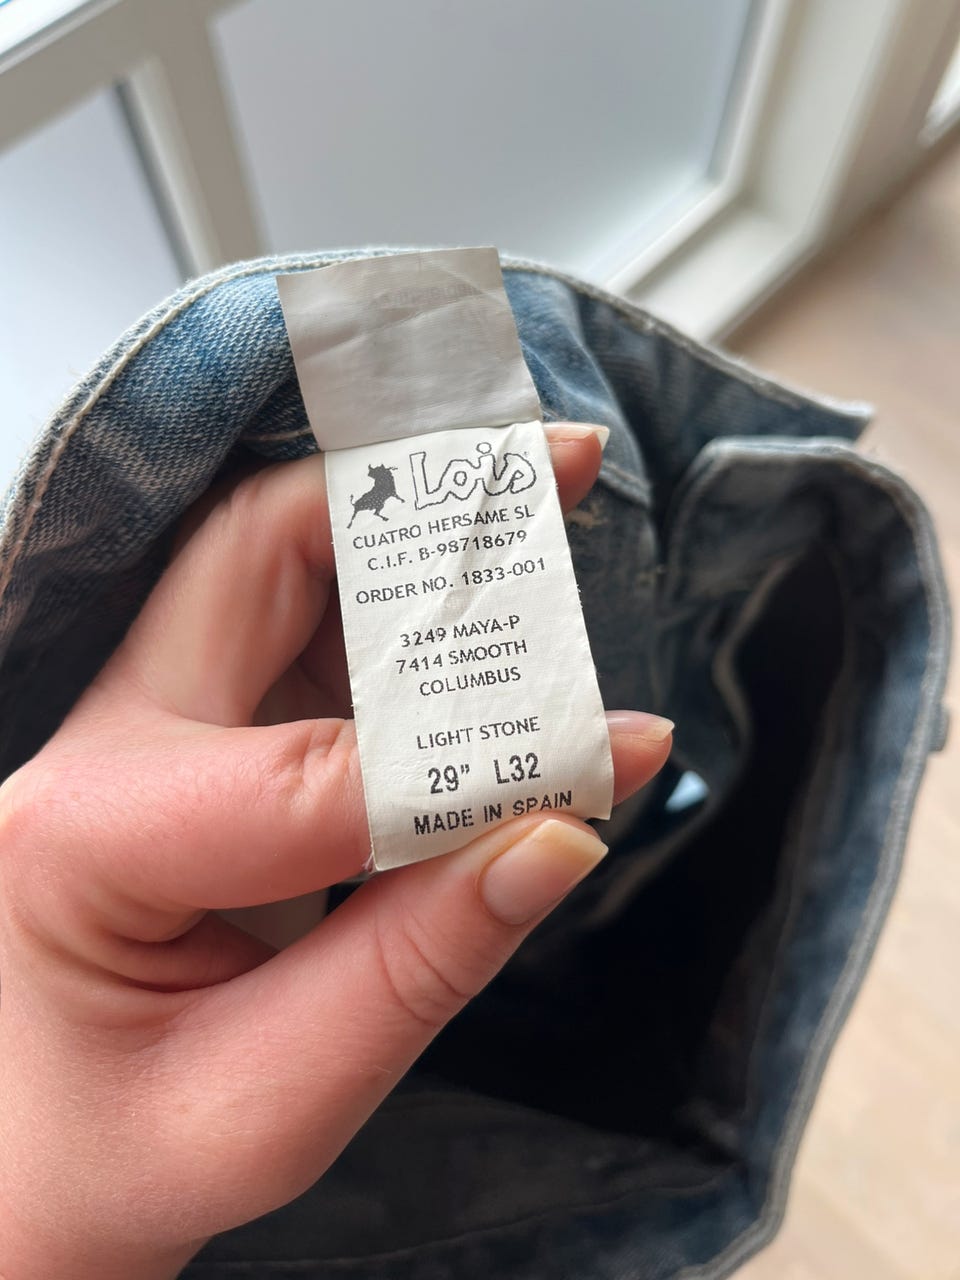 Lois
CUATRO HERSAME SL
C.I.F. B-98718679
ORDER NO. 1833-001
3249 MAYA-P
7414 SMOOTH
COLUMBUS
LIGHT STONE
29" L32
MADE IN SPAIN